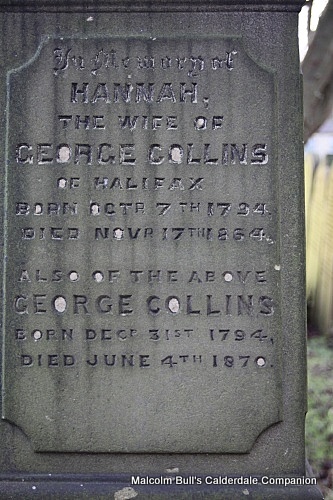 In Memory of
HANNAH,
THE WIFE OF
GEORGE COLLINS
OF HALIFAX
BORN OCTR 7TH 1794.
DIED NOVR 17TH 1864.
ALSO OF THE ABOVE
GEORGE COLLINS
BORN DECR 31ST 1794,
DIED JUNE 4TH 1870.
Malcolm Bull's Calderdale Companion